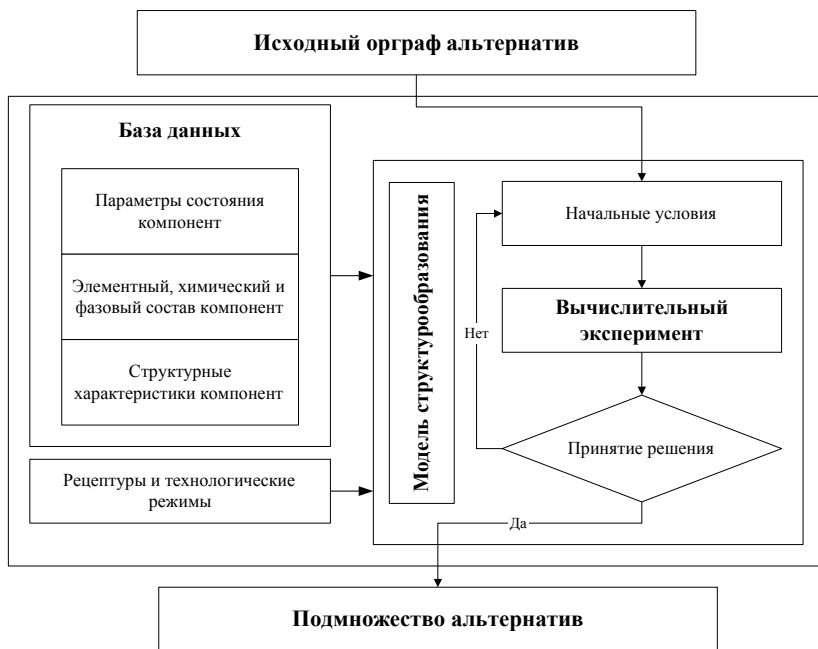 Исходный орграф альтернатив
База данных
Параметры состояния
компонент
Элементный, химический и
фазовый состав компонент
Структурные
характеристики компонент
Рецептуры и технологические
режимы
Модель структурообразования
Начальные условия
Вычислительный
эксперимент
Нет
Принятие решения
Да
Подмножество альтернатив